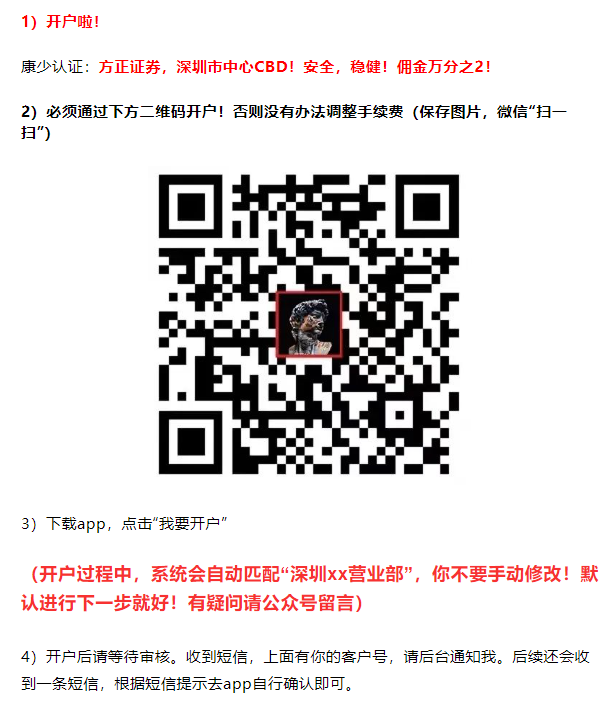 1）开户啦！
康少认证：方正证券，深圳市中心CBD！安全，稳健！佣金万分之2！
2）必须通过下方二维码开户！否则没有办法调整手续费（保存图片，微信“扫一
扫”）
3）下载app，点击“我要开户”
（开户过程中，系统会自动匹配“深圳xx营业部”，你不要手动修改！默
认进行下一步就好！有疑问请公众号留言）
4）开户后请等待审核。收到短信，上面有你的客户号，请后台通知我。后续还会收
到一条短信，根据短信提示去app自行确认即可。